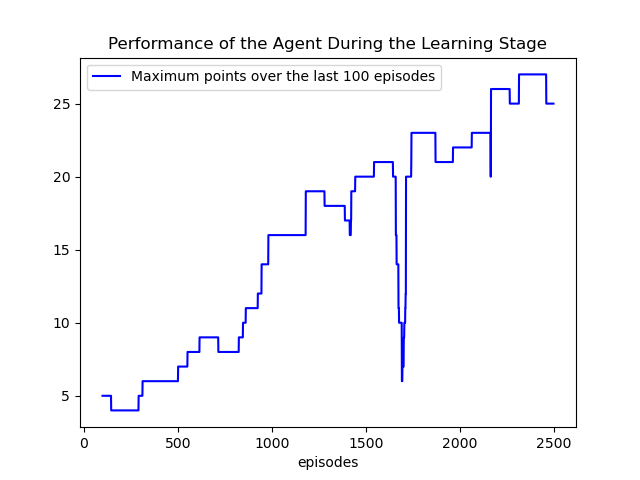 Performance of the Agent During the Learning Stage
Maximum points over the last 100 episodes
25
20
15
10
5
0 500 1000 1500 2000 2500
episodes